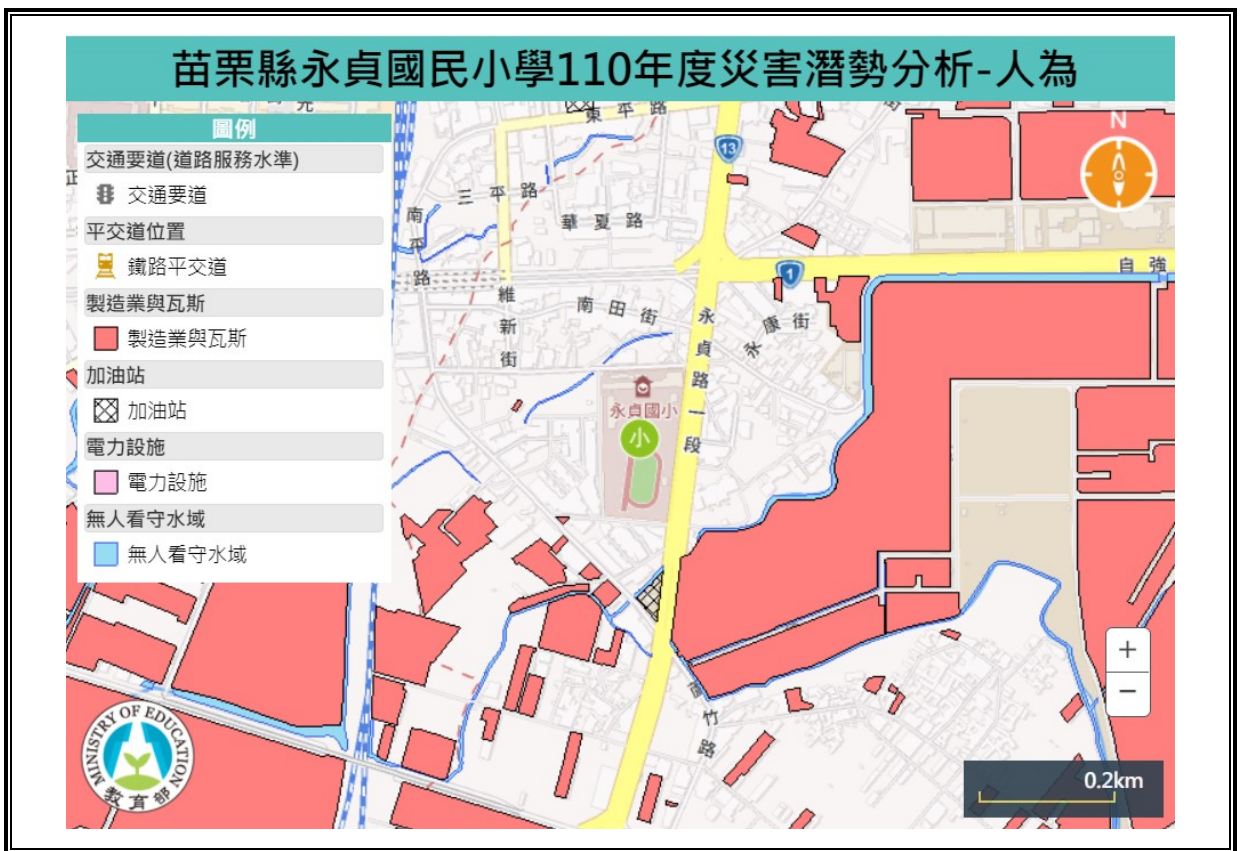 苗栗縣永貞國民小學110年度災害潛勢分析-人為
圖例
交通要道(道路服務水準)
交通要道
平交道位置
鐵路平交道
製造業與瓦斯
製造業與瓦斯
加油站
加油站
電力設施
電力設施
無人看守水域
無人看守水域
光
東平路
街
13
N
正
三平路
南平路
華夏路
1
自強
維新街
南田街
永貞路一段
永康街
永貞國小
小
蘆竹路
+
−
MINISTRY OF EDUCATION
教育部
0.2km